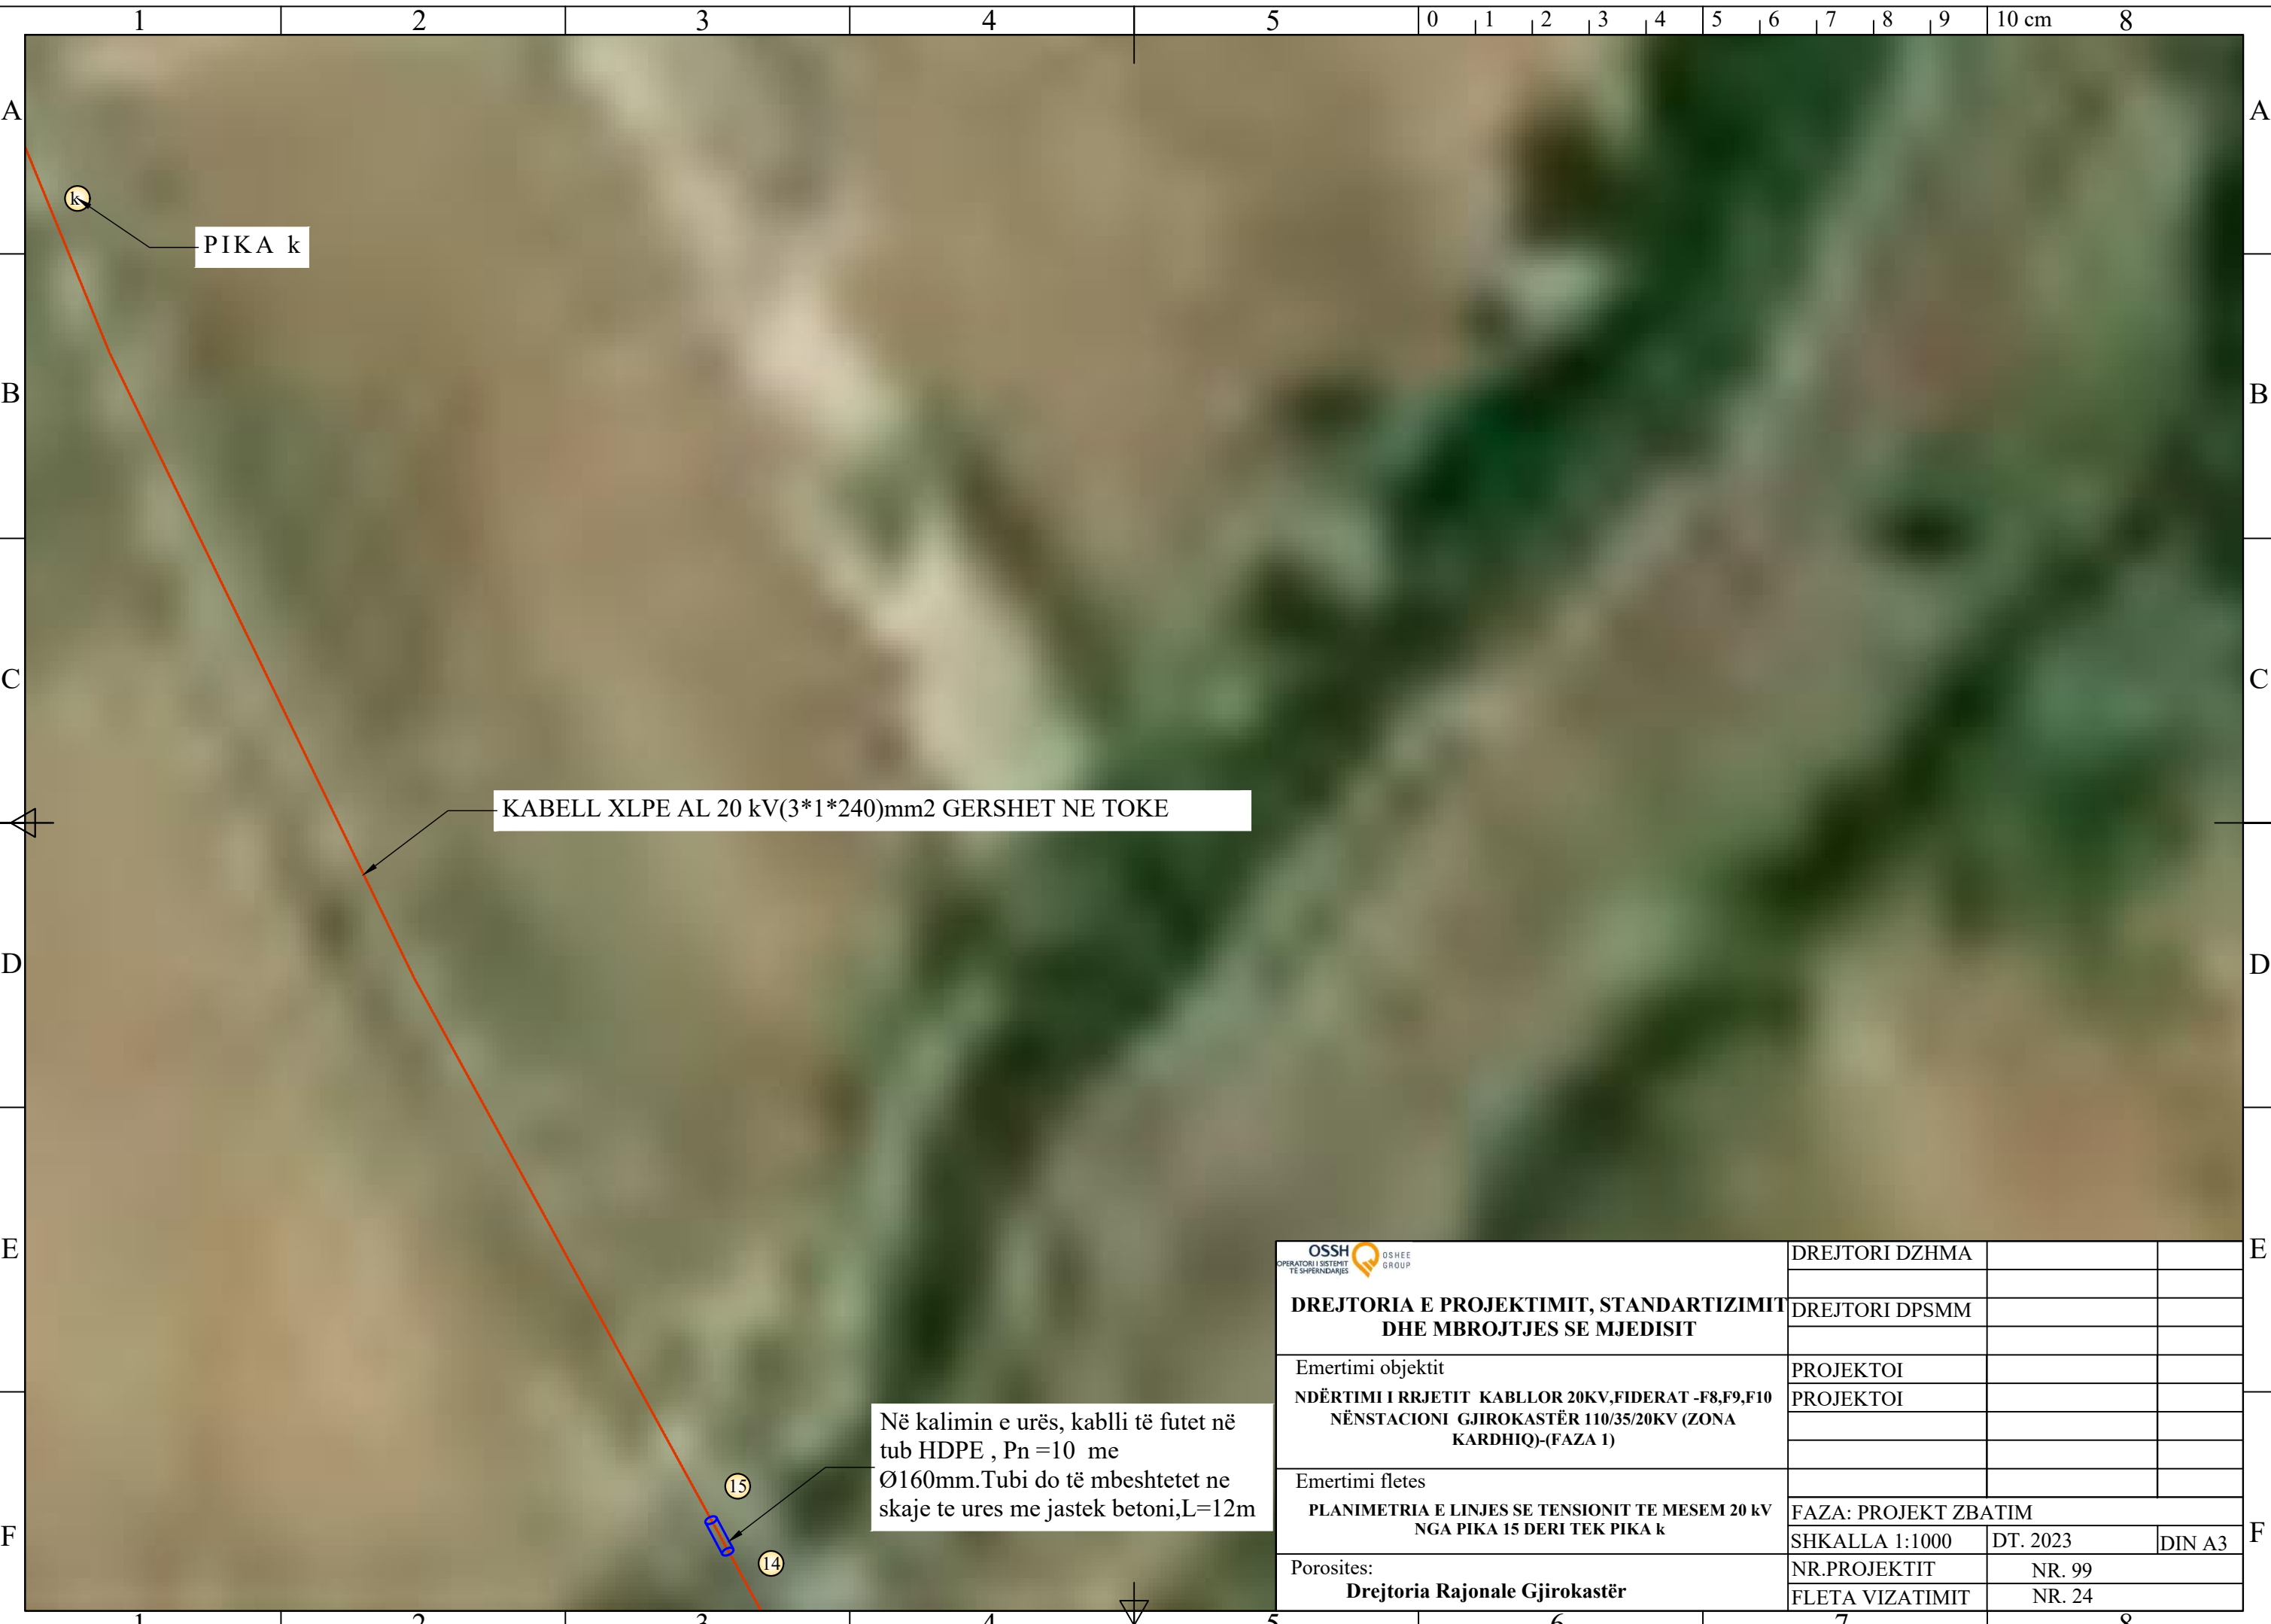 1 2 3 4 5 0 1 2 3 4 5 6 7 8 9 10 cm 8
A A
k
PIKA k
B B
C C
KABELL XLPE AL 20 kV(3*1*240)mm2 GERSHET NE TOKE
D D
E E
Në kalimin e urës, kablli të futet në
tub HDPE , Pn =10 me
Ø160mm.Tubi do të mbeshtetet ne
skaje te ures me jastek betoni,L=12m
15
14
F F
OSSH
OPERATORI I SISTEMIT
TË SHPËRNDARJES
OSHEE
GROUP
DREJTORIA E PROJEKTIMIT, STANDARTIZIMIT
DHE MBROJTJES SE MJEDISIT
Emertimi objektit
NDËRTIMI I RRJETIT KABLLOR 20KV,FIDERAT -F8,F9,F10
NËNSTACIONI GJIROKASTËR 110/35/20KV (ZONA
KARDHIQ)-(FAZA 1)
Emertimi fletes
PLANIMETRIA E LINJES SE TENSIONIT TE MESEM 20 kV
NGA PIKA 15 DERI TEK PIKA k
Porosites:
Drejtoria Rajonale Gjirokastër
DREJTORI DZHMA
DREJTORI DPSMM
PROJEKTOI
PROJEKTOI
FAZA: PROJEKT ZBATIM
SHKALLA 1:1000 DT. 2023 DIN A3
NR.PROJEKTIT NR. 99
FLETA VIZATIMIT NR. 24
1 2 3 4 5 6 7 8